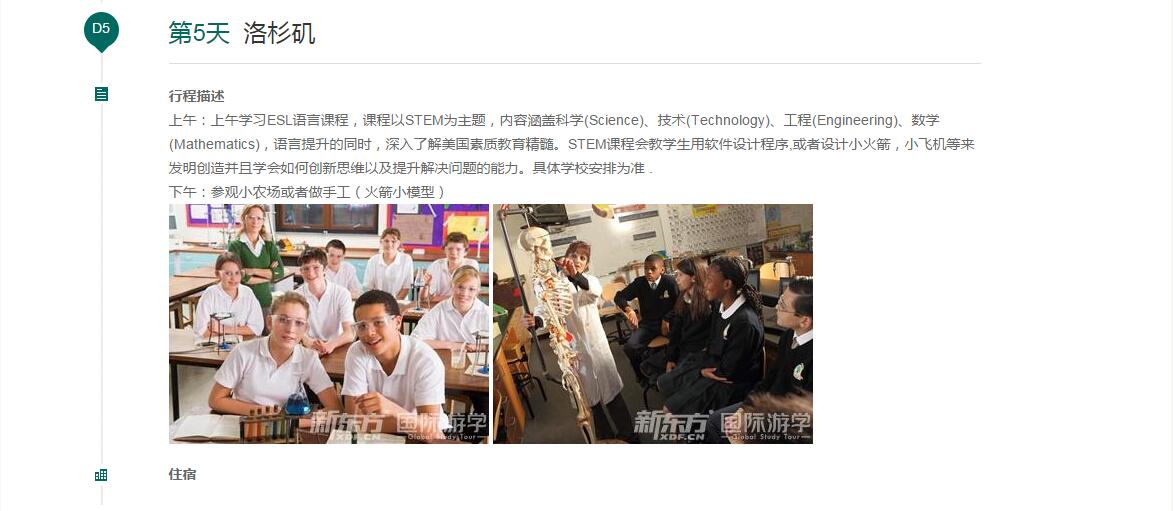 D5
第5天 洛杉矶
行程描述
上午：上午学习ESL语言课程，课程以STEM为主题，内容涵盖科学(Science)、技术(Technology)、工程(Engineering)、数学
(Mathematics)，语言提升的同时，深入了解美国素质教育精髓。STEM课程会教学生用软件设计程序,或者设计小火箭，小飞机等来
发明创造并且学会如何创新思维以及提升解决问题的能力。具体学校安排为准 .
下午：参观小农场或者做手工（火箭小模型）
新东方 国际游学
XDF.CN Global StudyTour
新东方 国际游学
XDF.CN Global StudyTour
住宿